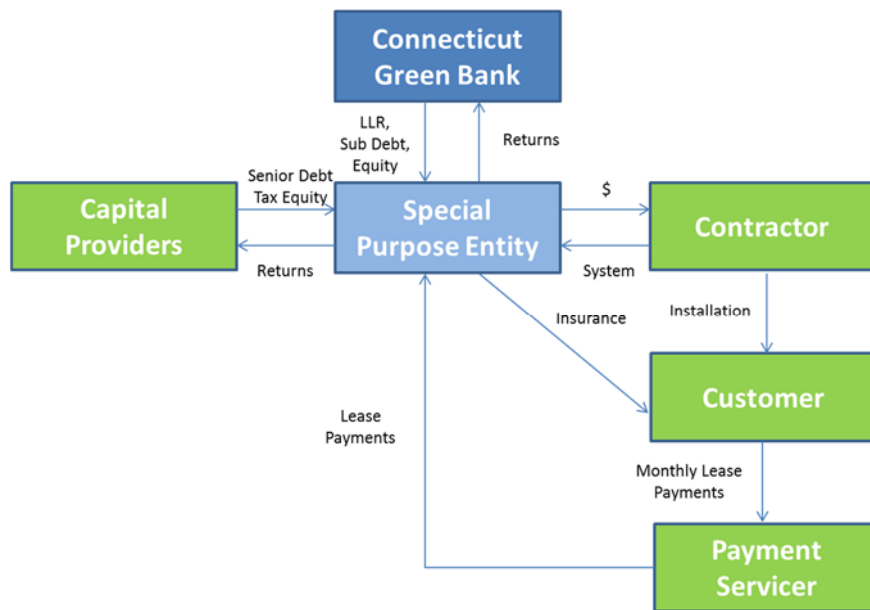 Connecticut
Green Bank
LLR,
Sub Debt,
Equity
Returns
Senior Debt
Tax Equity
$
Capital
Providers
Special
Purpose Entity
Contractor
Returns
System
Insurance
Installation
Customer
Lease
Payments
Monthly Lease
Payments
Payment
Servicer